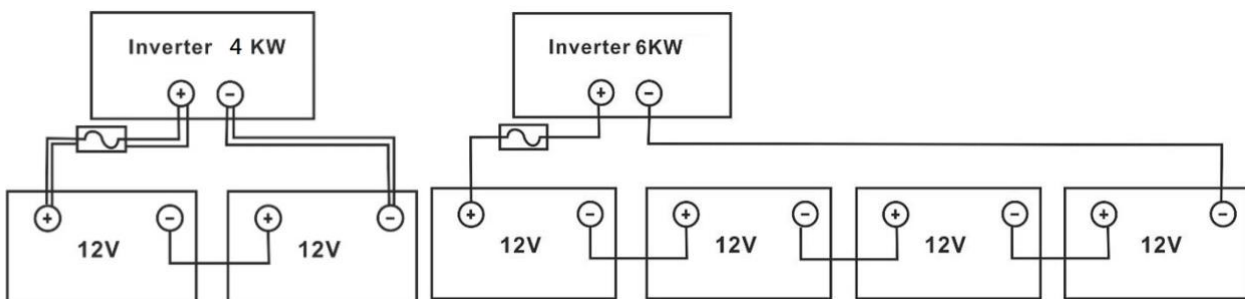 Inverter 4 KW
+ −
+ − + −
12V 12V
Inverter 6KW
+ −
+ − + − + − + −
12V 12V 12V 12V